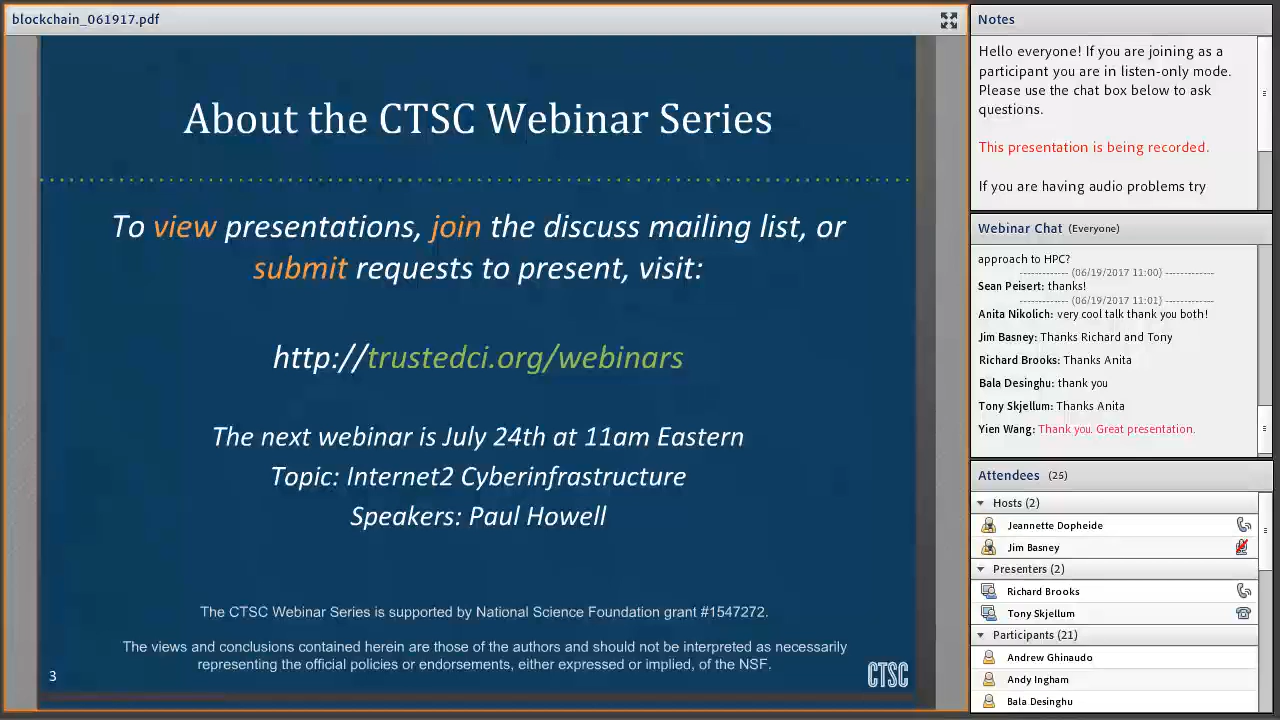 blockchain_061917.pdf
About the CTSC Webinar Series
To view presentations, join the discuss mailing list, or
submit requests to present, visit:
http://trustedci.org/webinars
The next webinar is July 24th at 11am Eastern
Topic: Internet2 Cyberinfrastructure
Speakers: Paul Howell
The CTSC Webinar Series is supported by National Science Foundation grant #1547272.
The views and conclusions contained herein are those of the authors and should not be interpreted as necessarily
representing the official policies or endorsements, either expressed or implied, of the NSF.
3
CTSC
Notes
Hello everyone! If you are joining as a
participant you are in listen-only mode.
Please use the chat box below to ask
questions.
This presentation is being recorded.
If you are having audio problems try
Webinar Chat (Everyone)
approach to HPC?
------------ (06/19/2017 11:00) -------------
Sean Peisert: thanks!
------------ (06/19/2017 11:01) -------------
Anita Nikolich: very cool talk thank you both!
Jim Basney: Thanks Richard and Tony
Richard Brooks: Thanks Anita
Bala Desinghu: thank you
Tony Skjellum: Thanks Anita
Yien Wang: Thank you. Great presentation.
Attendees (25)
Hosts (2)
Jeannette Dopheide
Jim Basney
Presenters (2)
Richard Brooks
Tony Skjellum
Participants (21)
Andrew Ghinaudo
Andy Ingham
Bala Desinghu